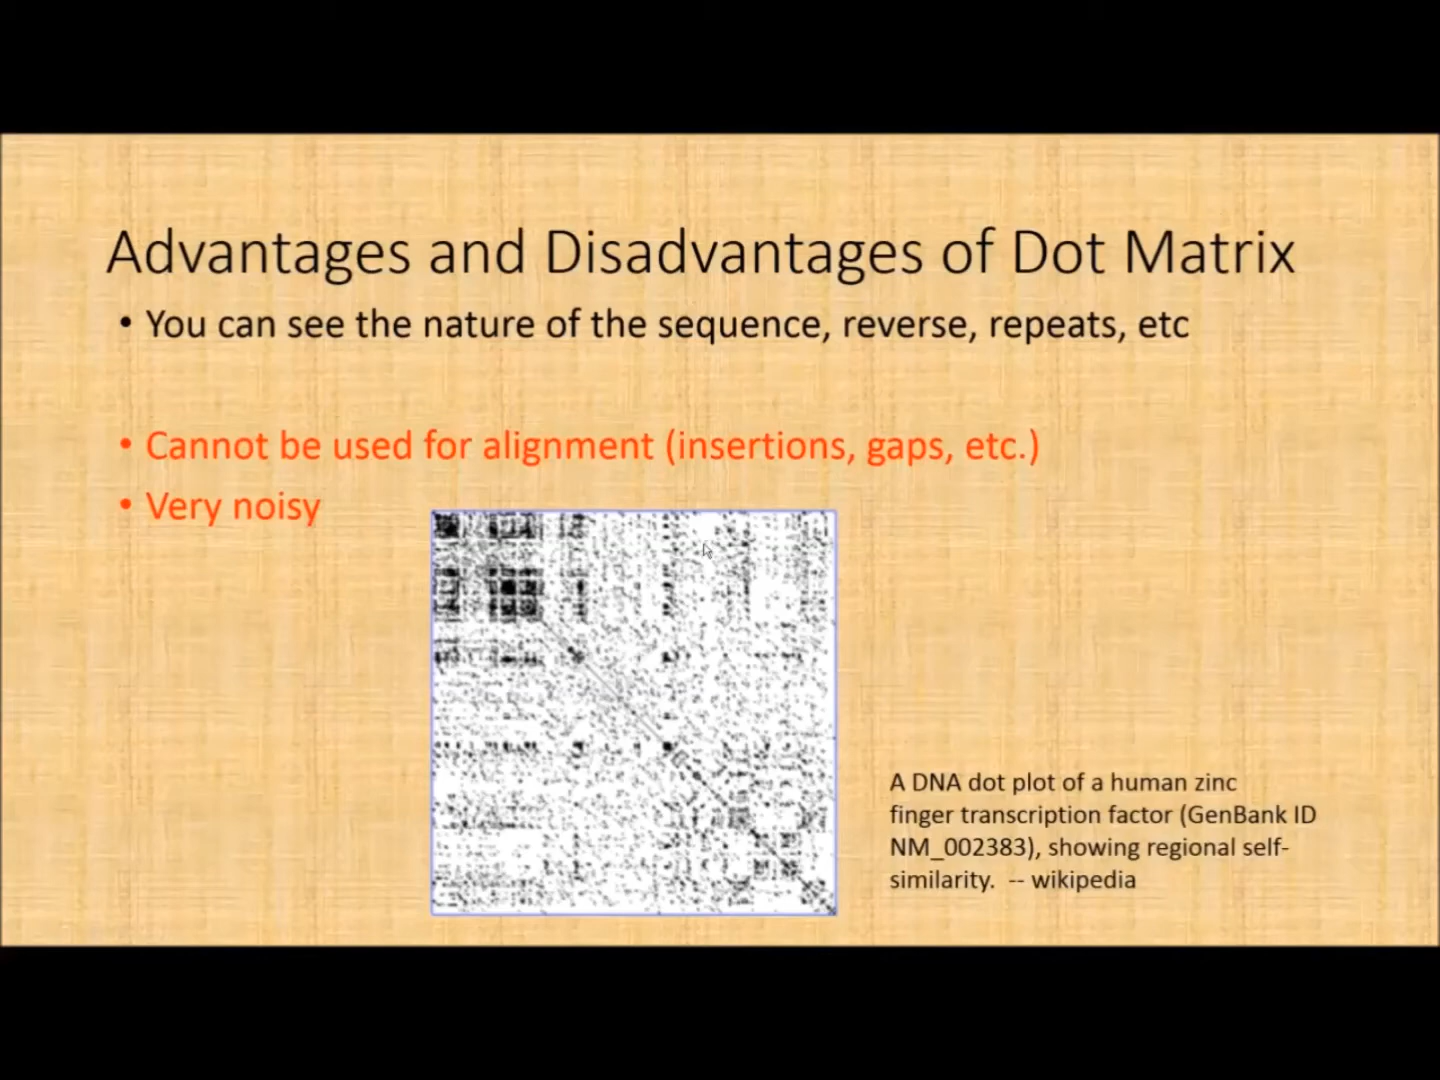 Advantages and Disadvantages of Dot Matrix
• You can see the nature of the sequence, reverse, repeats, etc
• Cannot be used for alignment (insertions, gaps, etc.)
• Very noisy
A DNA dot plot of a human zinc
finger transcription factor (GenBank ID
NM_002383), showing regional self-
similarity.  -- wikipedia